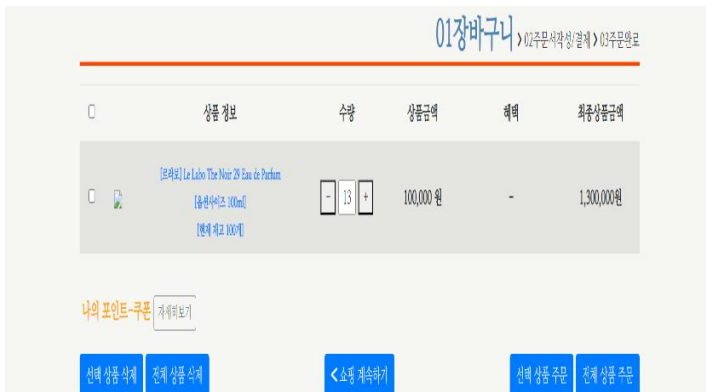 01장바구니 > 02주문서작성/결제 > 03주문완료
상품 정보 수량 상품금액 혜택 최종상품금액
[르라보] Le Labo The Noir 29 Eau de Parfum
[옵션사이즈 100ml]
[현재 재고 100개]
- 13 + 100,000 원 - 1,300,000원
나의 포인트-쿠폰 자세히보기
선택 상품 삭제 전체 상품 삭제 쇼핑 계속하기 선택 상품 주문 전체 상품 주문